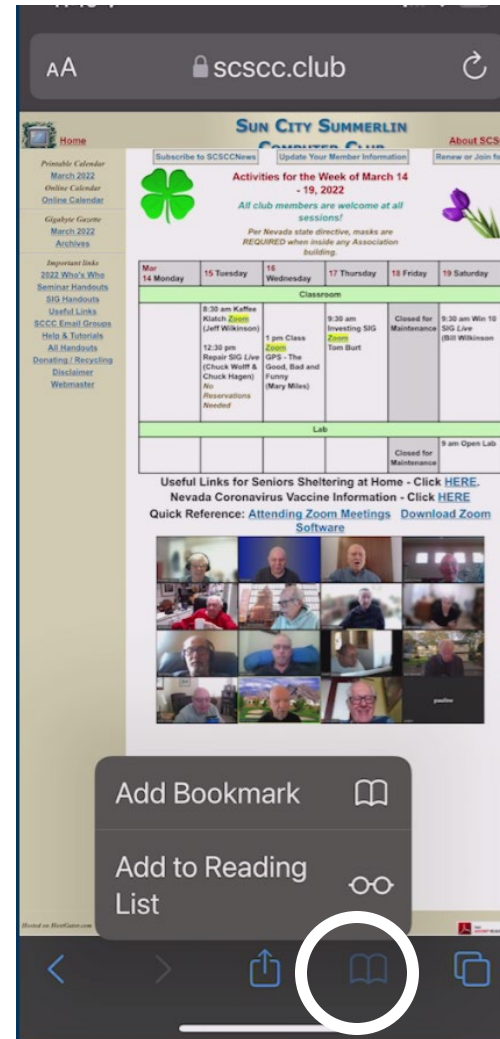 AA scscc.club
SUN CITY SUMMERLIN
COMPUTER CLUB
Home
About SCS
Printable Calendar
March 2022
Online Calendar
Online Calendar
Gigabyte Gazette
March 2022
Archives
Important links
2022 Who's Who
Seminar Handouts
SIG Handouts
Useful Links
SCCC Email Groups
Help & Tutorials
All Handouts
Donating / Recycling
Disclaimer
Webmaster
Subscribe to SCSCCNews
Update Your Member Information
Renew or Join
Activities for the Week of March 14
- 19, 2022
All club members are welcome at all
sessions!
Per Nevada state directive, masks are
REQUIRED when inside any Association
building.
Mar
14 Monday
15 Tuesday
16
Wednesday
17 Thursday
18 Friday
19 Saturday
Classroom
8:30 am Kaffee
Klatch Zoom
(Jeff Wilkinson)
12:30 pm
Repair SIG Live
(Chuck Wolff &
Chuck Hagen)
No
Reservations
Needed
1 pm Class
Zoom
GPS - The
Good, Bad and
Funny
(Mary Miles)
9:30 am
Investing SIG
Zoom
Tom Burt
Closed for
Maintenance
9:30 am Win 10
SIG Live
(Bill Wilkinson
Lab
Closed for
Maintenance
9 am Open Lab
Useful Links for Seniors Sheltering at Home - Click HERE.
Nevada Coronavirus Vaccine Information - Click HERE
Quick Reference: Attending Zoom Meetings Download Zoom
Software
pauline
Add Bookmark
Add to Reading
List
Hosted on HostGator.com